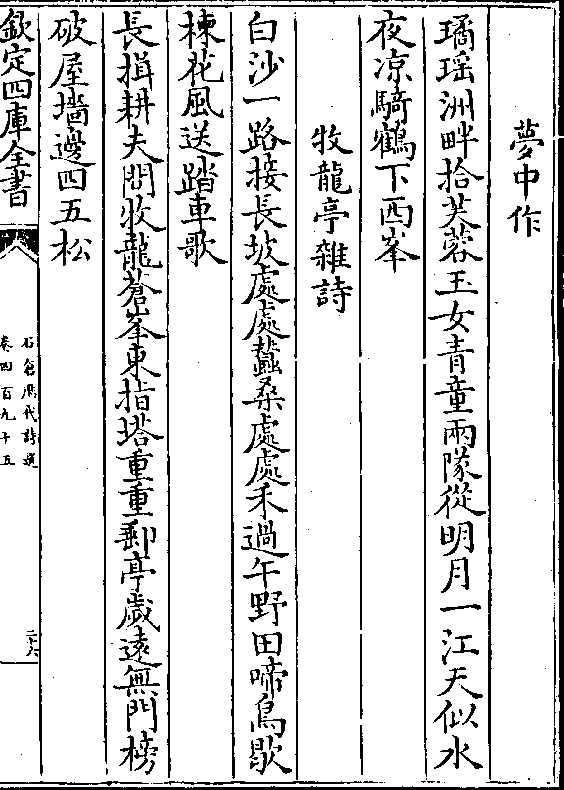 夢中作
璚瑶洲畔拾芙蓉玉女青童兩隊從明月一江天似水
夜凉騎鶴下西峯
牧龍亭雜詩
白沙一路接長坡處處蠶桑處處禾過午野田啼鳥歇
楝花風送踏車歌
長揖耕夫問牧龍蒼峯東指塔重重郵亭歲遠無門榜
破屋墻邊四五松
欽定四庫全書
石倉歷代詩選
卷四百九十五
二十六